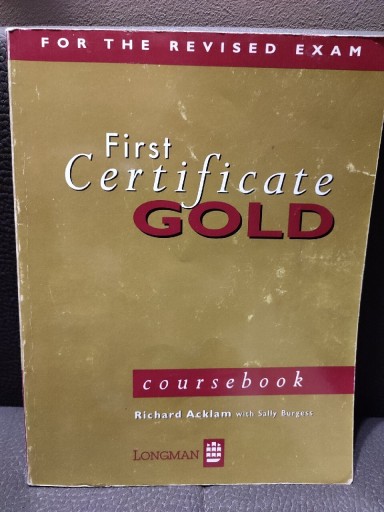 FOR THE REVISED EXAM
First
Certificate
GOLD
coursebook
Richard Acklam with Sally Burgess
LONGMAN